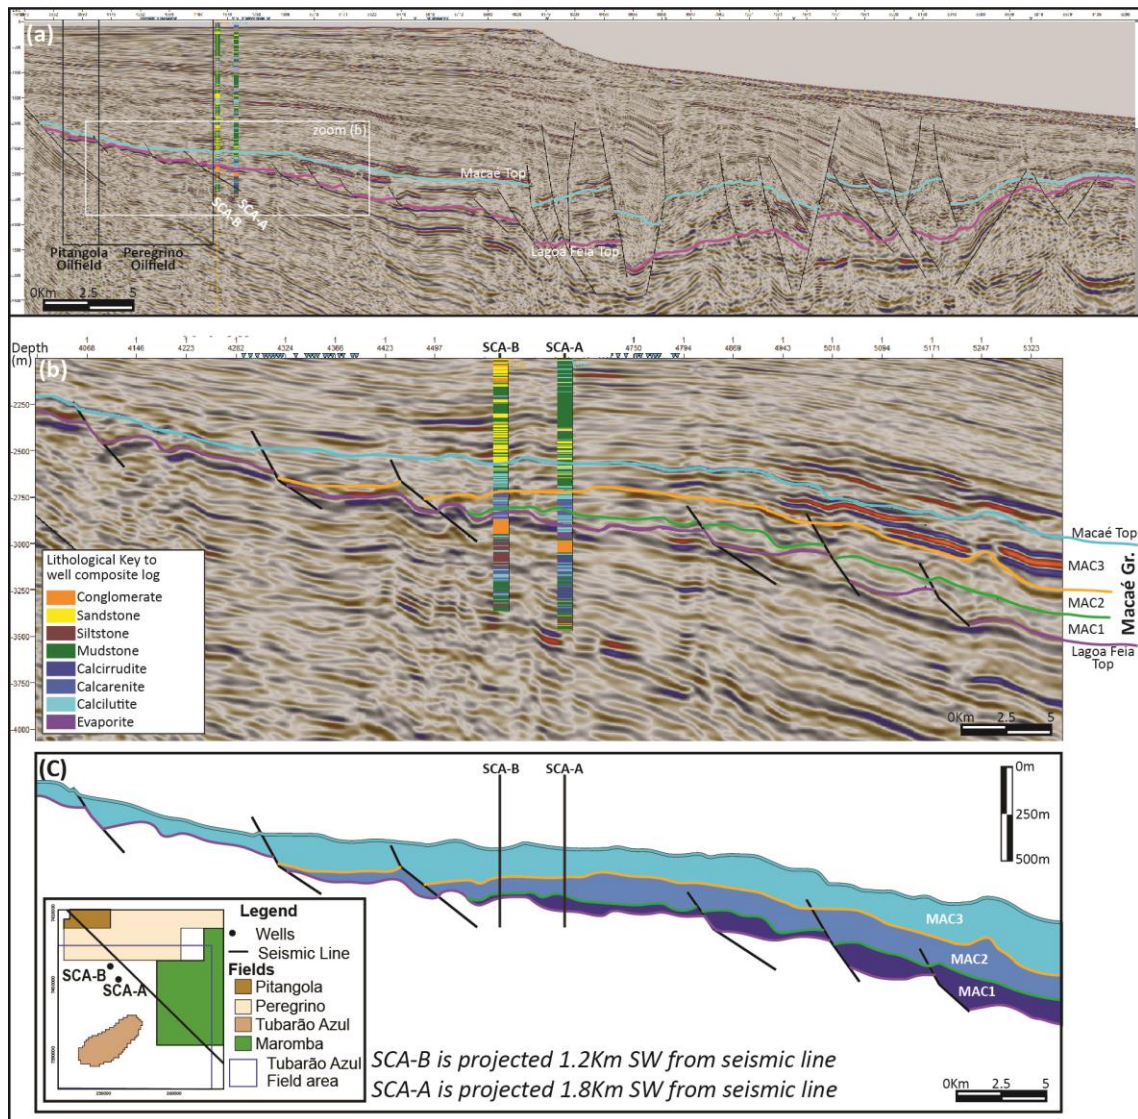 (a)
zoom (b)
Macaé Top
SCA-B
SCA-A
Lagoa Feia Top
Pitangola
Oilfield
Peregrino
Oilfield
0Km 2.5 5
Depth
(m)
4068 4146 4223 4282 4324 4366 4423 4497 SCA-B SCA-A 4750 4794 4869 4943 5018 5094 5171 5247 5323
(b)
-2250
-2500
-2750
-3000
-3250
-3500
-3750
-4000
Lithological Key to
well composite log
Conglomerate
Sandstone
Siltstone
Mudstone
Calcirrudite
Calcarenite
Calcilutite
Evaporite
Macaé Top
MAC3
MAC2
MAC1
Macaé Gr.
Lagoa Feia
Top
0Km 2.5 5
(C)
SCA-B SCA-A
0m
250m
500m
MAC3
MAC2
MAC1
SCA-B
SCA-A
Legend
Wells
Seismic Line
Fields
Pitangola
Peregrino
Tubarão Azul
Maromba
Tubarão Azul
Field area
SCA-B is projected 1.2Km SW from seismic line
SCA-A is projected 1.8Km SW from seismic line
0Km 2.5 5